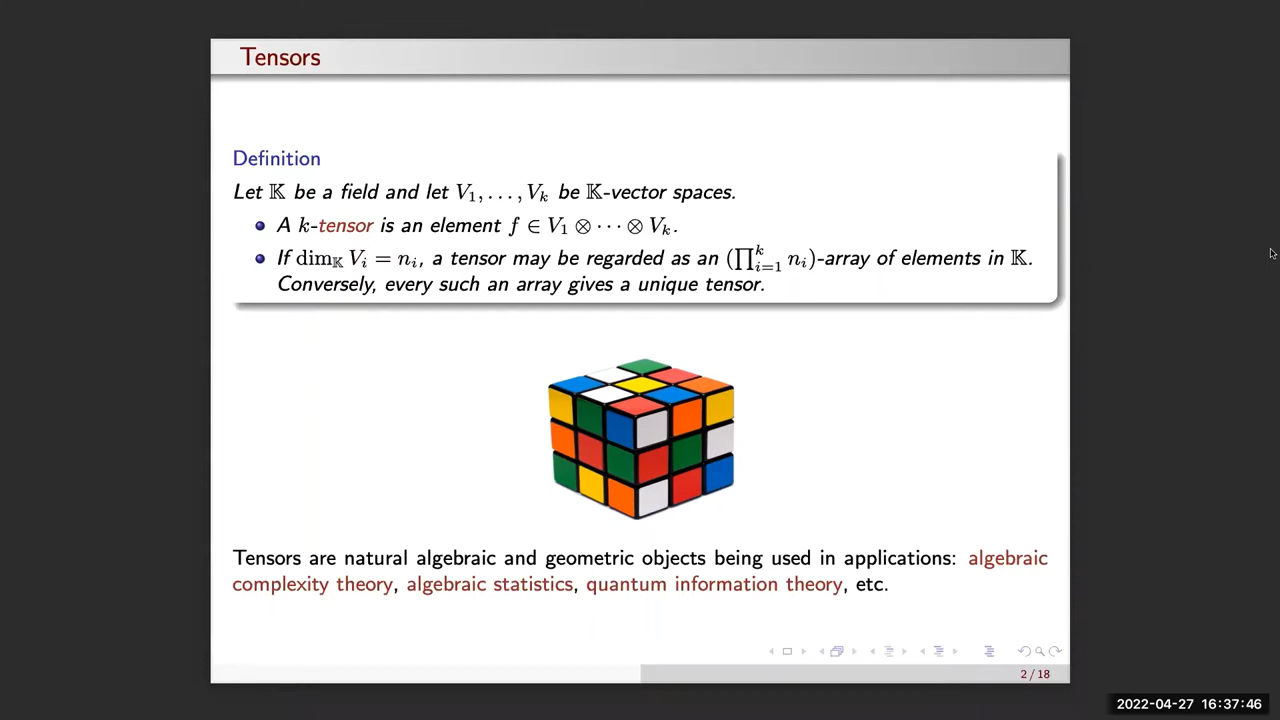 Tensors
Definition
Let 𝕂 be a field and let V₁, . . . , Vₖ be 𝕂-vector spaces.
A k-tensor is an element f ∈ V₁ ⊗ ··· ⊗ Vₖ.
If dim_𝕂 Vᵢ = nᵢ, a tensor may be regarded as an (∏ᵏᵢ₌₁ nᵢ)-array of elements in 𝕂.
Conversely, every such an array gives a unique tensor.
Tensors are natural algebraic and geometric objects being used in applications: algebraic
complexity theory, algebraic statistics, quantum information theory, etc.
2 / 18
2022-04-27 16:37:46